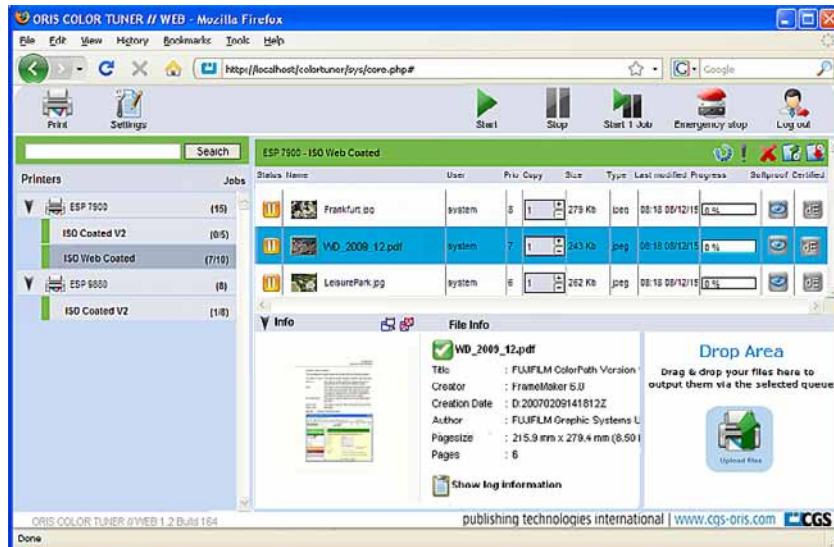 ORIS COLOR TUNER // WEB - Mozilla Firefox
File Edit View History Bookmarks Tools Help
http://localhost/colortuner/sys/core.php#
Google
Print Settings Start Stop Start 1 Job Emergency stop Log out
Search
ESP 7900 - ISO Web Coated
Printers Jobs
Status Name User Prio Copy Size Type Last modified Progress Softproof Certified
ESP 7900 (15)
ISO Coated V2 (0/5)
ISO Web Coated (7/10)
ESP 9880 (8)
ISO Coated V2 (1/8)
Frankfurt.jpg system 8 1 279 Kb jpeg 08:18 08/12/15 0 %
WD_2009_12.pdf system 7 1 243 Kb jpeg 08:18 08/12/15 0 %
LeisurePark.jpg system 6 1 262 Kb jpeg 08:18 08/12/15 0 %
Info
File Info
WD_2009_12.pdf
Title : FUJIFILM ColorPath Version
Creator : FrameMaker 6.0
Creation Date : D:20070209141812Z
Author : FUJIFILM Graphic Systems U
Pagesize : 215.9 mm x 279.4 mm (8.50
Pages : 6
Show log information
Drop Area
Drag & drop your files here to
output them via the selected queue
Upload files
ORIS COLOR TUNER //WEB 1.2 Build 164
publishing technologies international | www.cgs-oris.com CGS
Done